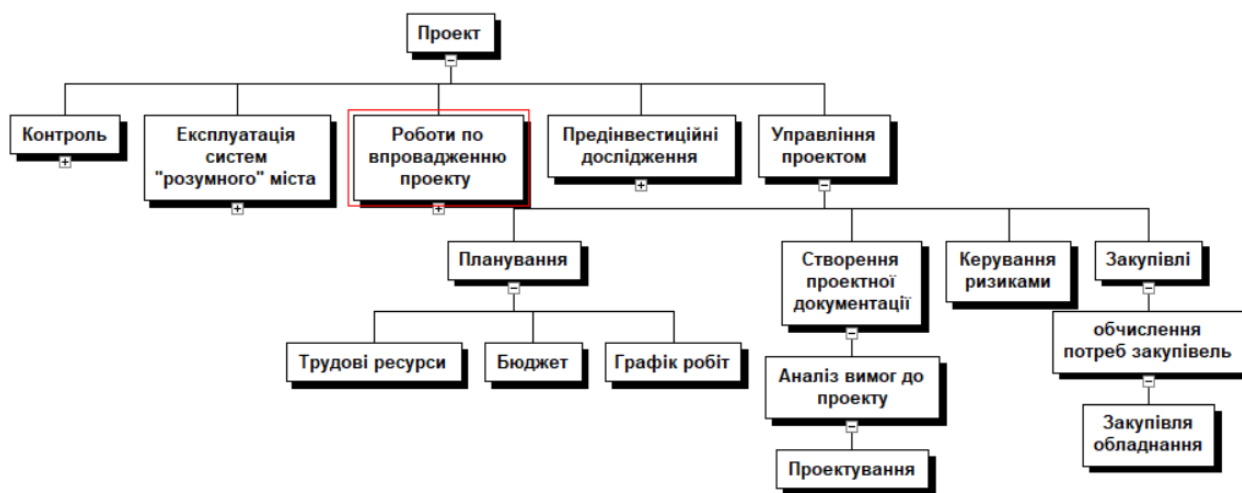 Проект
Контроль
Експлуатація
систем
"розумного" міста
Роботи по
впровадженню
проекту
Предінвестиційні
дослідження
Управління
проектом
Планування
Створення
проектної
документації
Керування
ризиками
Закупівлі
Трудові ресурси
Бюджет
Графік робіт
Аналіз вимог до
проекту
Проектування
обчислення
потреб закупівель
Закупівля
обладнання